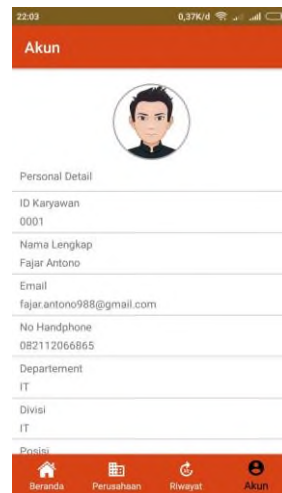 22:03 0,37K/d
Akun
Personal Detail
ID Karyawan
0001
Nama Lengkap
Fajar Antono
Email
fajar.antono988@gmail.com
No Handphone
082112066865
Departement
IT
Divisi
IT
Posisi
Beranda Perusahaan Riwayat Akun